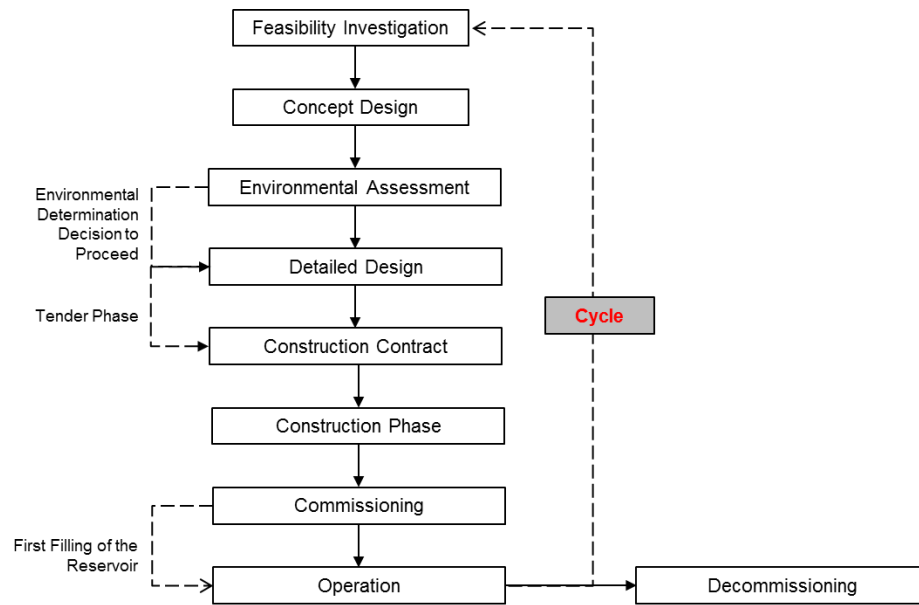 Feasibility Investigation
Concept Design
Environmental Assessment
Environmental
Determination
Decision to
Proceed
Detailed Design
Tender Phase
Cycle
Construction Contract
Construction Phase
Commissioning
First Filling of the
Reservoir
Operation
Decommissioning